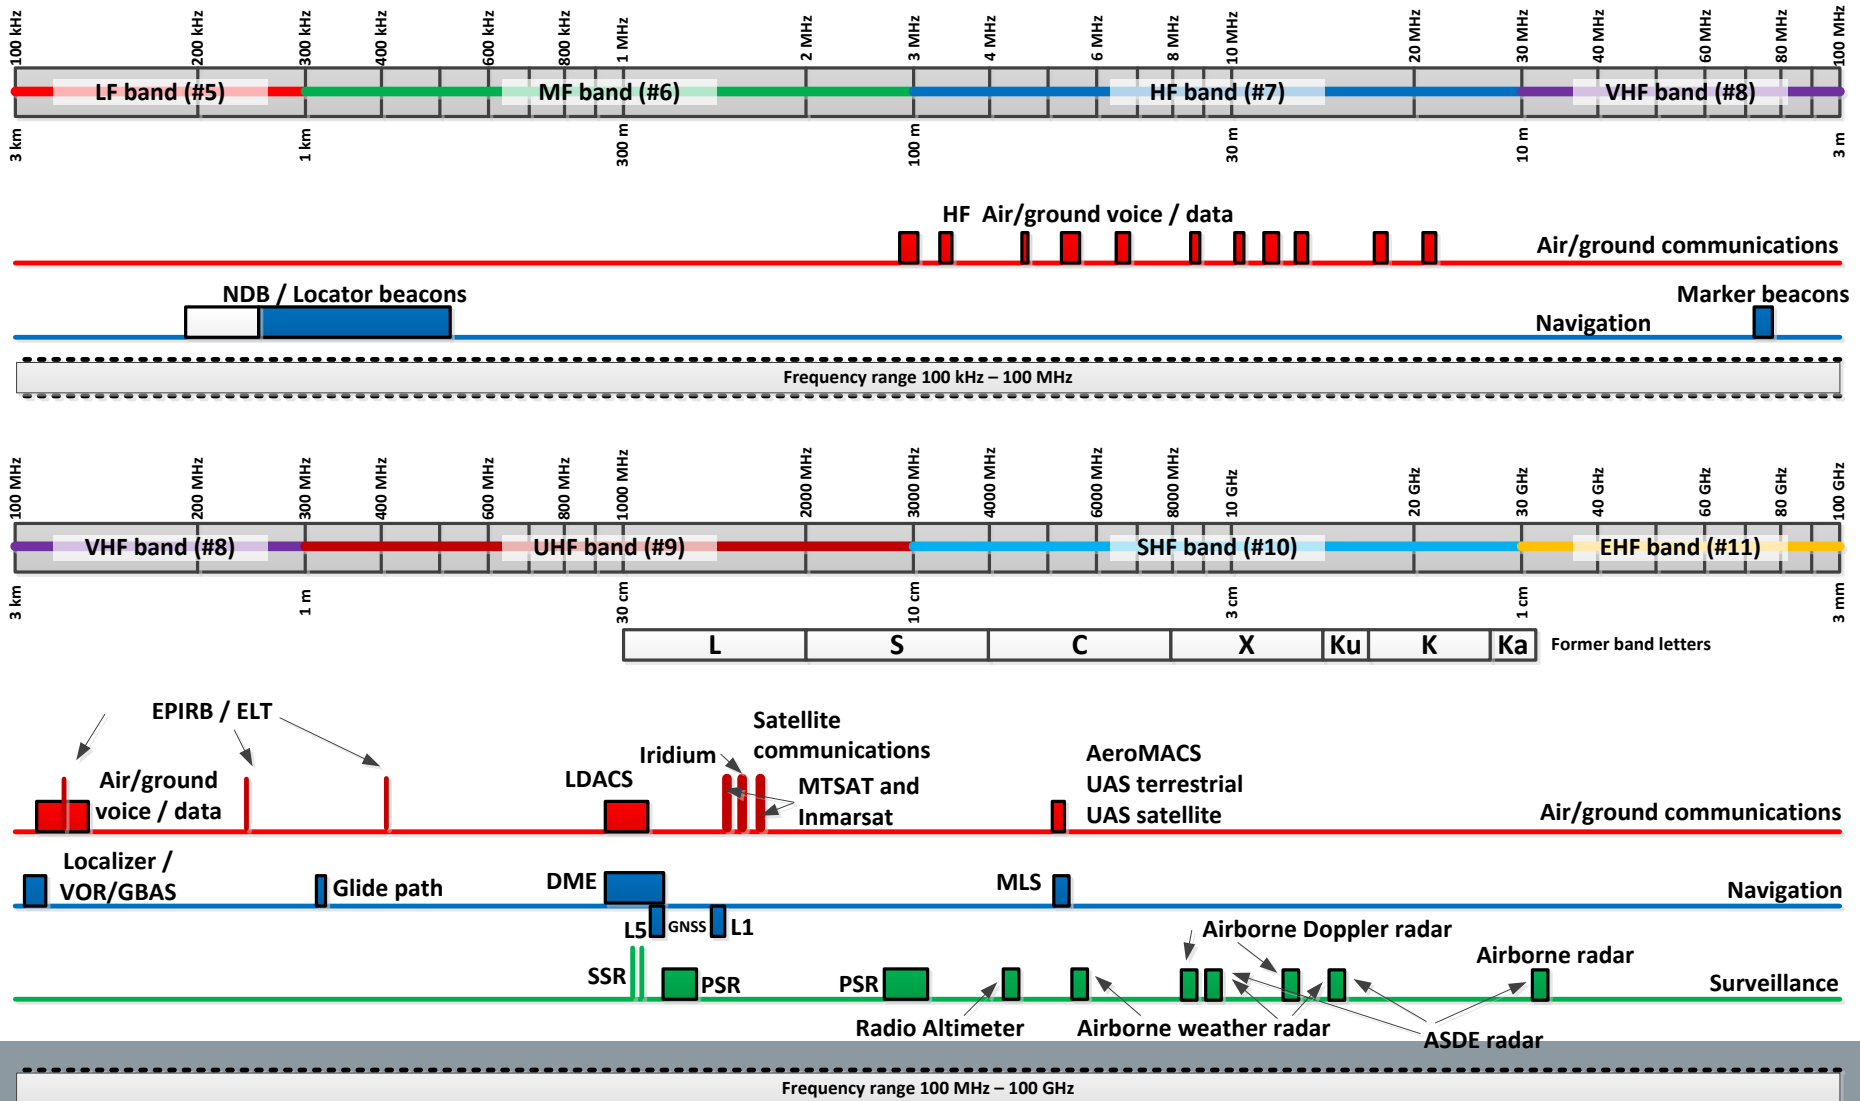 100 kHz
200 kHz
300 kHz
400 kHz
600 kHz
800 kHz
1 MHz
2 MHz
3 MHz
4 MHz
6 MHz
8 MHz
10 MHz
20 MHz
30 MHz
40 MHz
60 MHz
80 MHz
100 MHz
LF band (#5)
MF band (#6)
HF band (#7)
VHF band (#8)
3 km
1 km
300 m
100 m
30 m
10 m
3 m
HF Air/ground voice / data
Air/ground communications
NDB / Locator beacons
Marker beacons
Navigation
Frequency range 100 kHz – 100 MHz
100 MHz
200 MHz
300 MHz
400 MHz
600 MHz
800 MHz
1000 MHz
2000 MHz
3000 MHz
4000 MHz
6000 MHz
8000 MHz
10 GHz
20 GHz
30 GHz
40 GHz
60 GHz
80 GHz
100 GHz
VHF band (#8)
UHF band (#9)
SHF band (#10)
EHF band (#11)
3 km
1 m
30 cm
10 cm
3 cm
1 cm
3 mm
L
S
C
X
Ku
K
Ka
Former band letters
EPIRB / ELT
Air/ground
voice / data
LDACS
Iridium
Satellite
communications
MTSAT and
Inmarsat
AeroMACS
UAS terrestrial
UAS satellite
Air/ground communications
Localizer /
VOR/GBAS
Glide path
DME
MLS
Navigation
L5
GNSS
L1
SSR
PSR
PSR
Airborne Doppler radar
Airborne radar
Surveillance
Radio Altimeter
Airborne weather radar
ASDE radar
Frequency range 100 MHz – 100 GHz